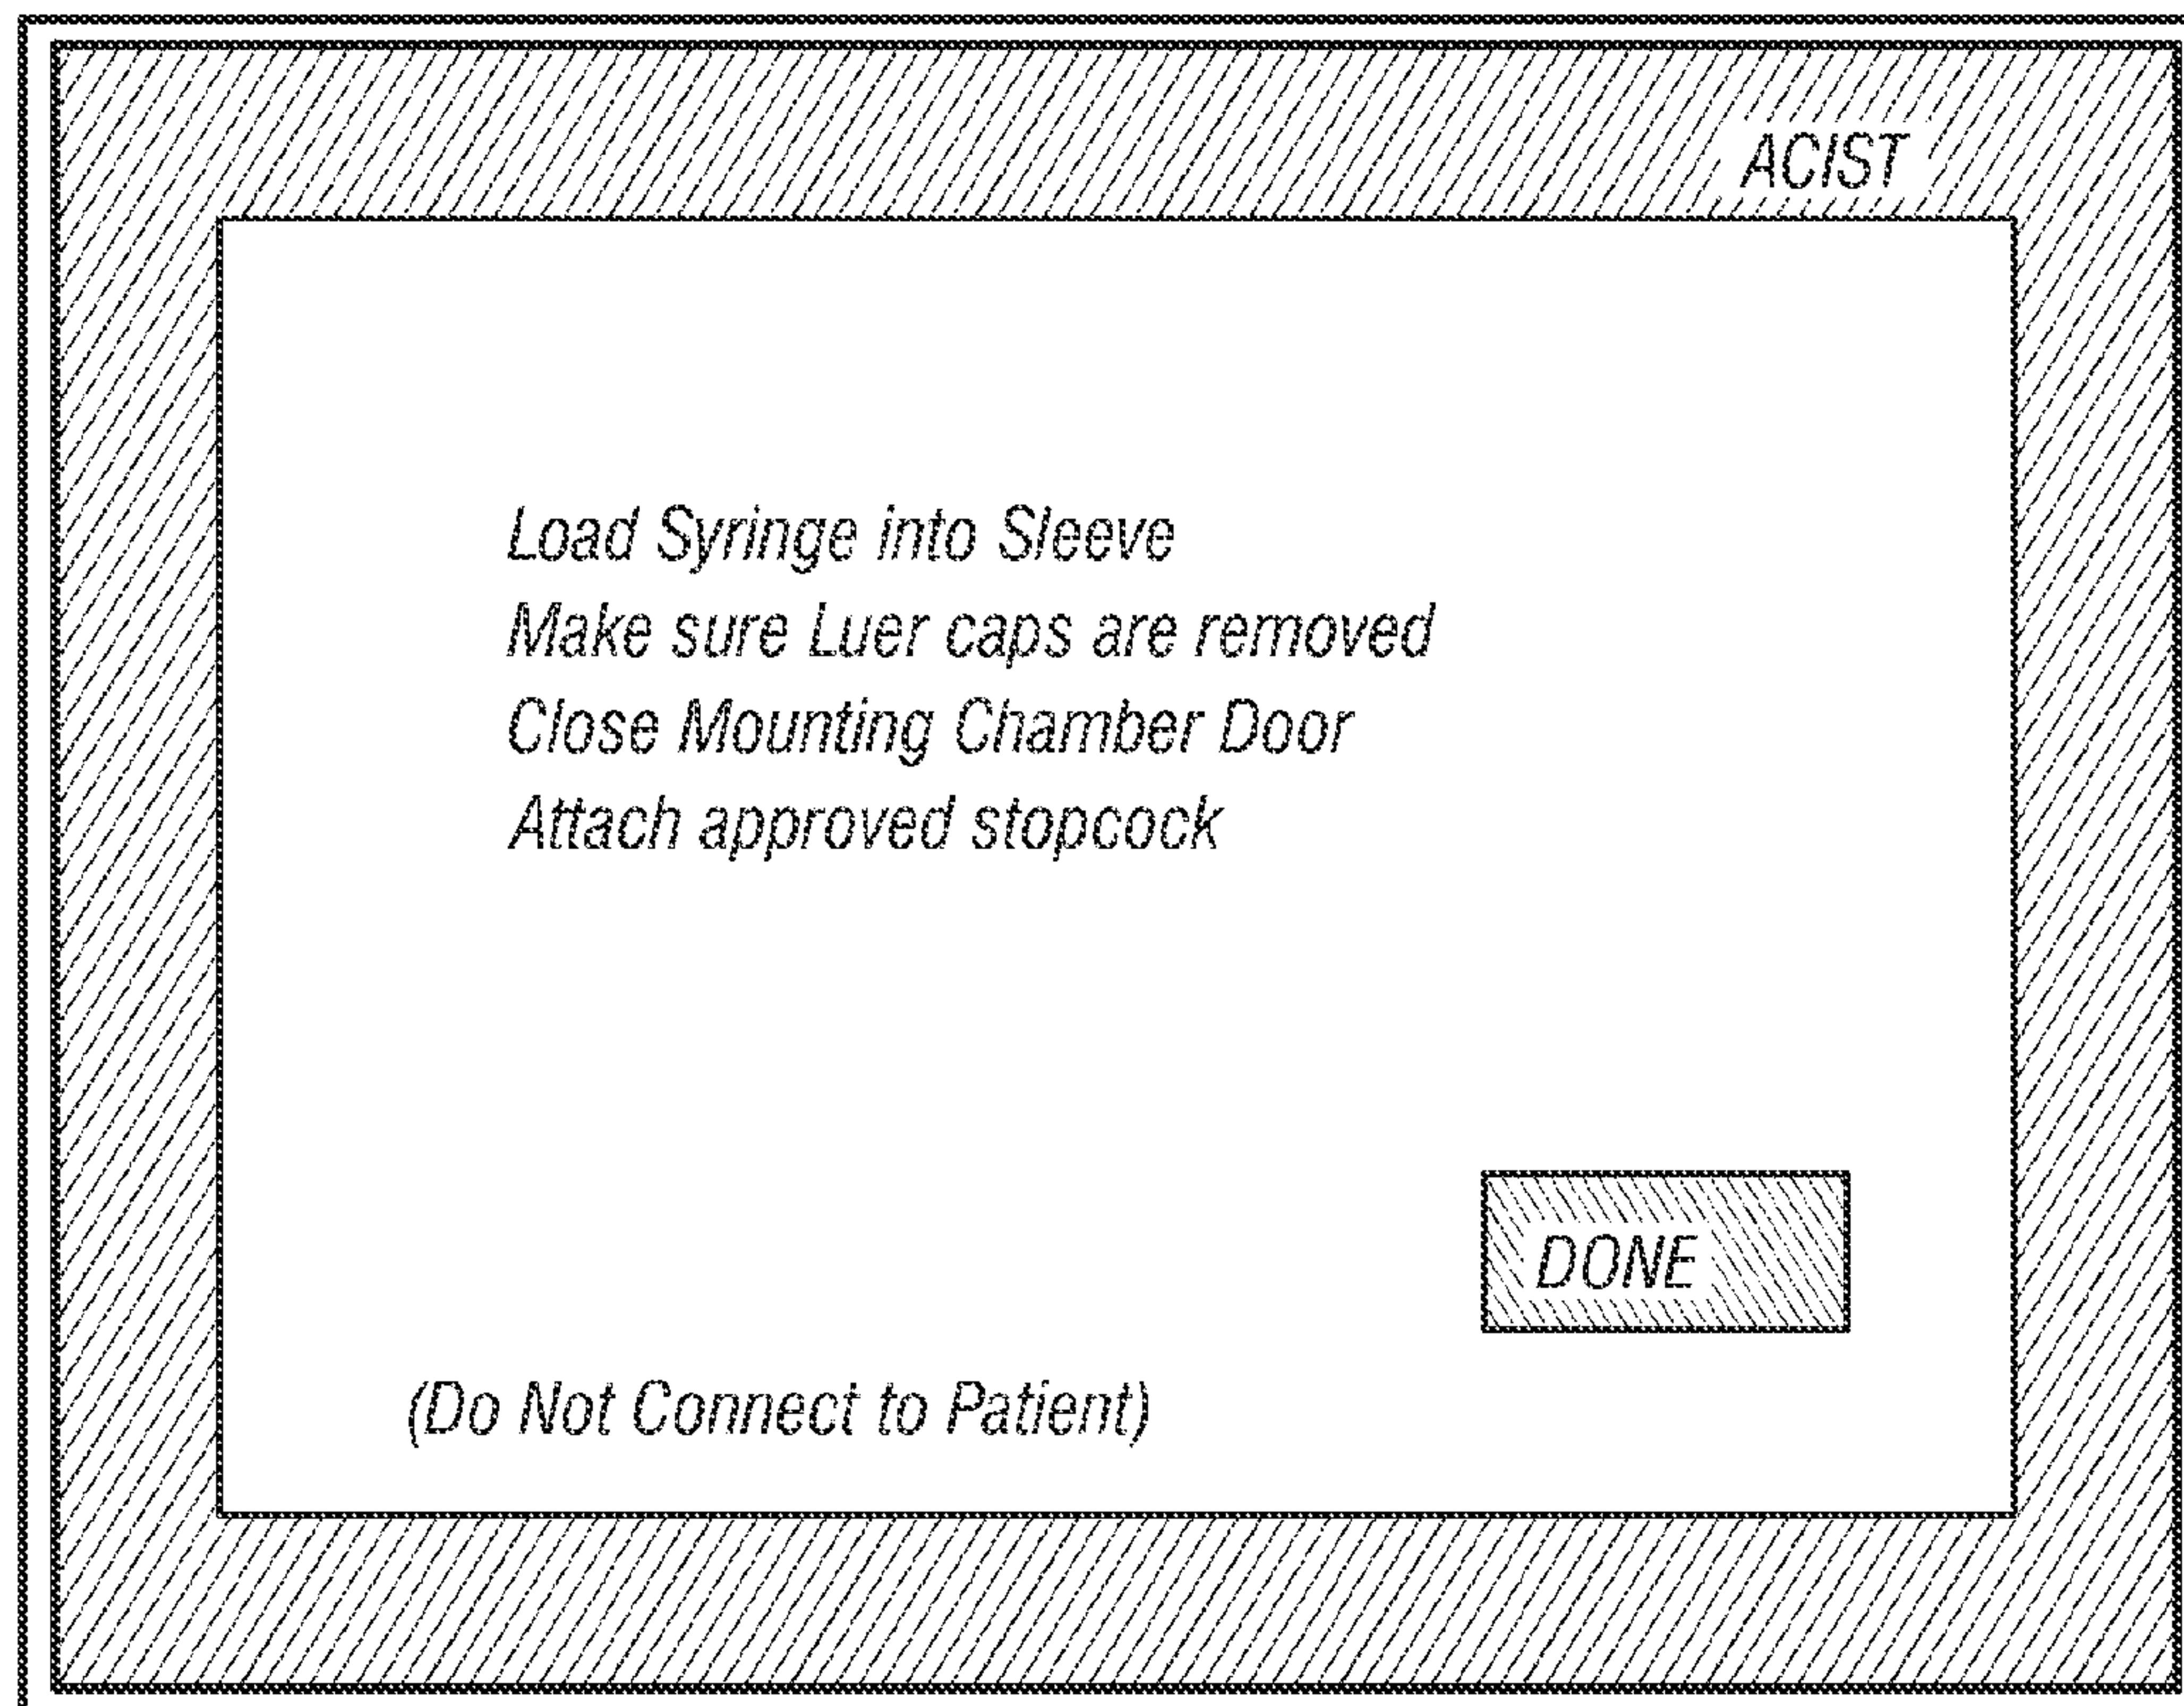 ACIST
Load Syringe into Sleeve
Make sure Luer caps are removed
Close Mounting Chamber Door
Attach approved stopcock
DONE
(Do Not Connect to Patient)